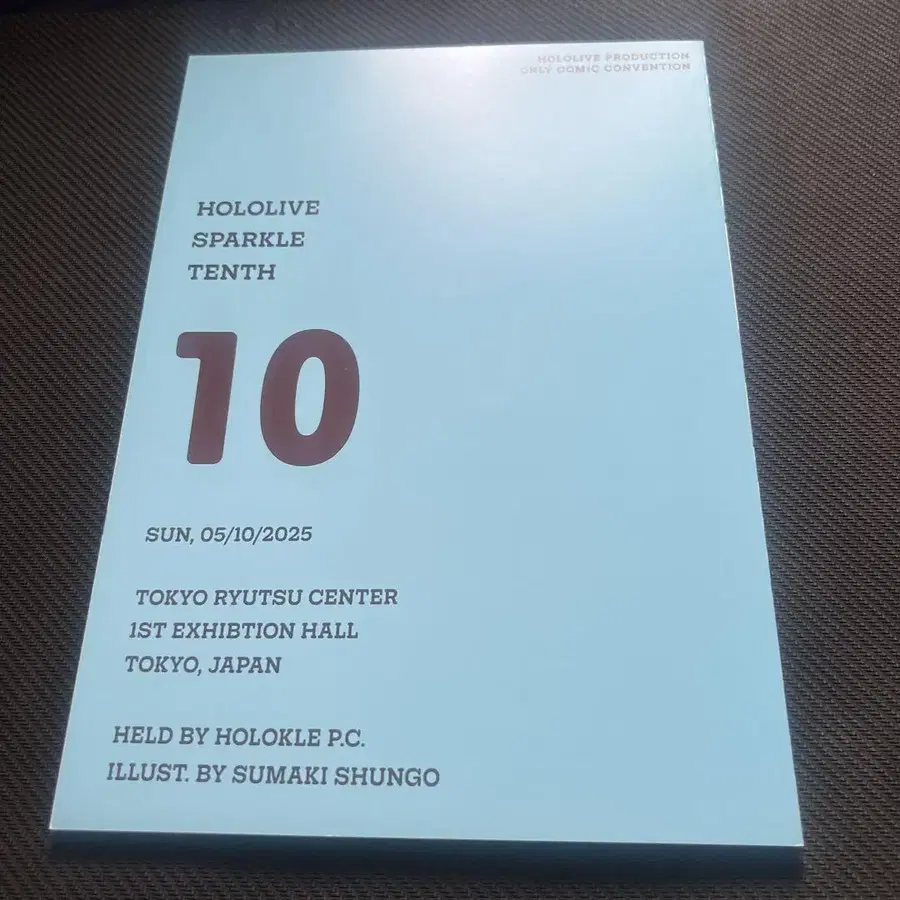 HOLOLIVE PRODUCTION
ONLY COMIC CONVENTION
HOLOLIVE
SPARKLE
TENTH
10
SUN, 05/10/2025
TOKYO RYUTSU CENTER
1ST EXHIBTION HALL
TOKYO, JAPAN
HELD BY HOLOKLE P.C.
ILLUST. BY SUMAKI SHUNGO